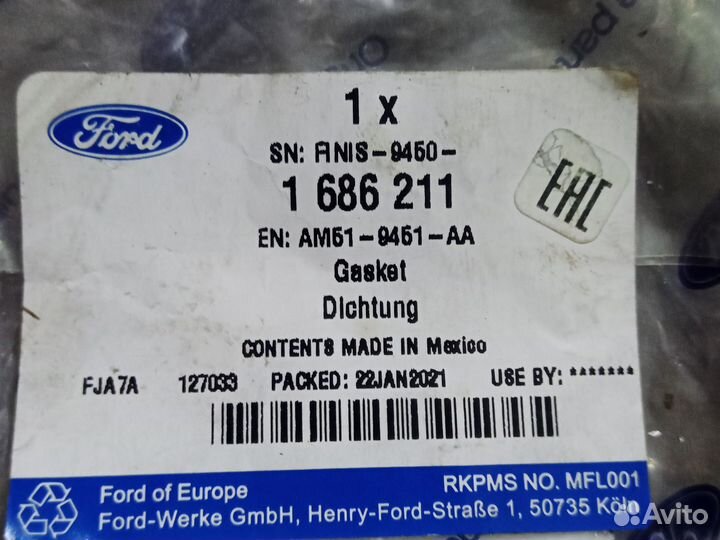 Ford
1 x
SN: FINIS-9450-
1 686 211
EN: AM51-9451-AA
Gasket
Dichtung
CONTENTS MADE IN Mexico
FJA7A 127033 PACKED: 22JAN2021 USE BY: *******
Ford of Europe
RKPMS NO. MFL001
Ford-Werke GmbH, Henry-Ford-Straße 1, 50735 Köln
EAC
Avito